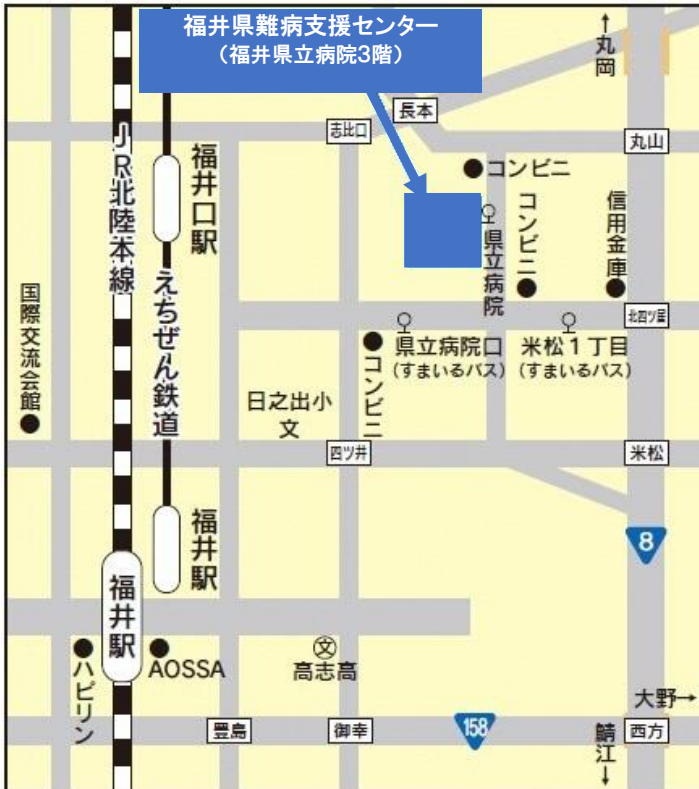 福井県難病支援センター
（福井県立病院3階）
↑丸岡
志比口
長本
丸山
JR北陸本線
福井口駅
コンビニ
県立病院
コンビニ
信用金庫
国際交流会館
えちぜん鉄道
北四ツ居
県立病院口
(すまいるバス)
米松1丁目
(すまいるバス)
コンビニ
日之出小
文
四ツ井
米松
福井駅
8
福井駅
ハピリン
AOSSA
文
高志高
大野→
豊島
御幸
158
鯖江↓
西方